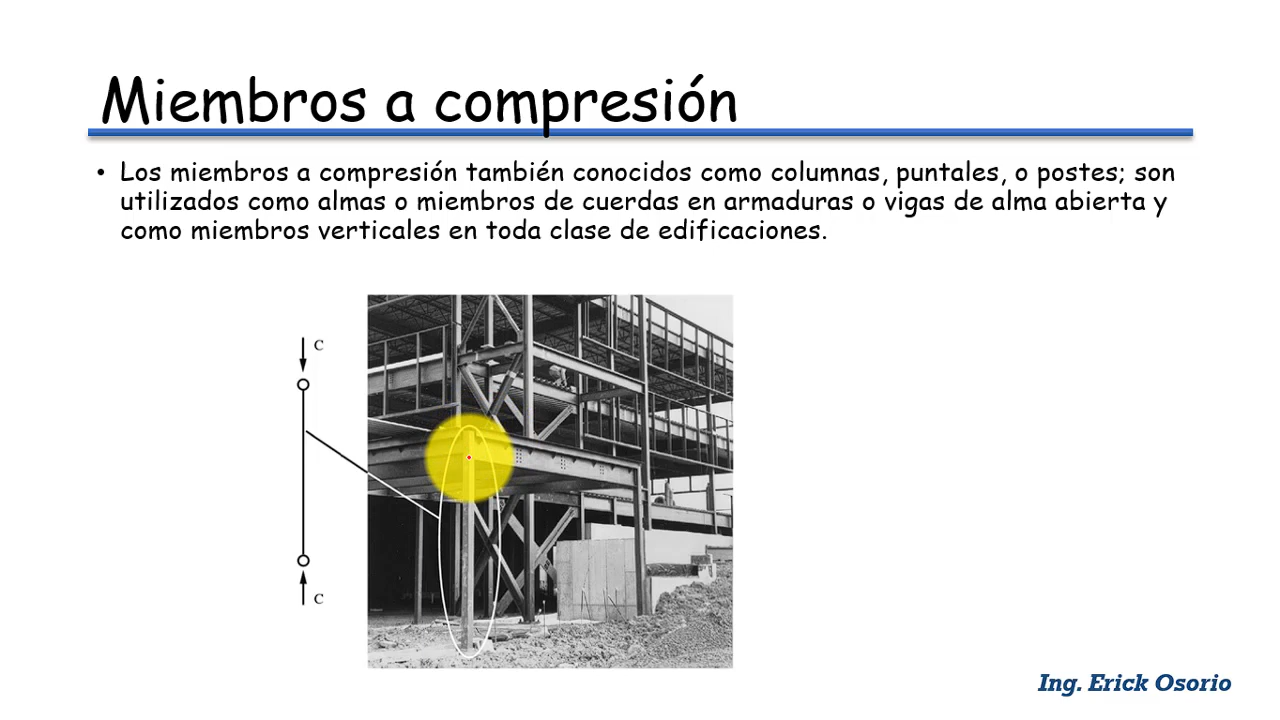 Miembros a compresión
• Los miembros a compresión también conocidos como columnas, puntales, o postes; son
utilizados como almas o miembros de cuerdas en armaduras o vigas de alma abierta y
como miembros verticales en toda clase de edificaciones.
C
C
Ing. Erick Osorio